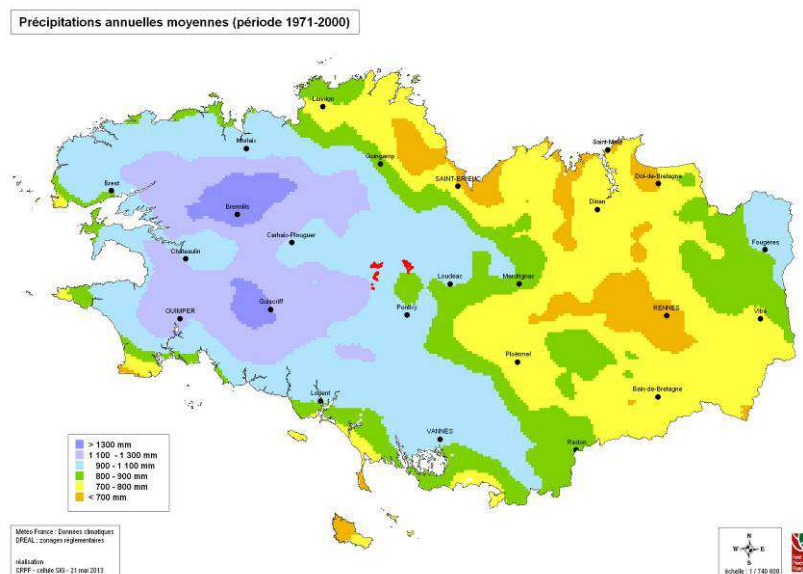 Précipitations annuelles moyennes (période 1971-2000)
Lannion
Morlaix
Guingamp
Saint-Malo
SAINT-BRIEUC
Dol-de-Bretagne
Brest
Brennilis
Dinan
Carhaix-Plouguer
Fougères
Châteaulin
Loudéac
Merdrignac
Guiscriff
QUIMPER
Pontivy
RENNES
Vitré
Ploërmel
Lorient
Bain-de-Bretagne
VANNES
Redon
> 1300 mm
1 100 - 1 300 mm
900 - 1 100 mm
800 - 900 mm
700 - 800 mm
< 700 mm
Météo France : Données climatiques
DREAL : zonages réglementaires
réalisation
CRPF - cellule SIG - 21 mai 2013
N
W E
S
échelle : 1 / 740 000